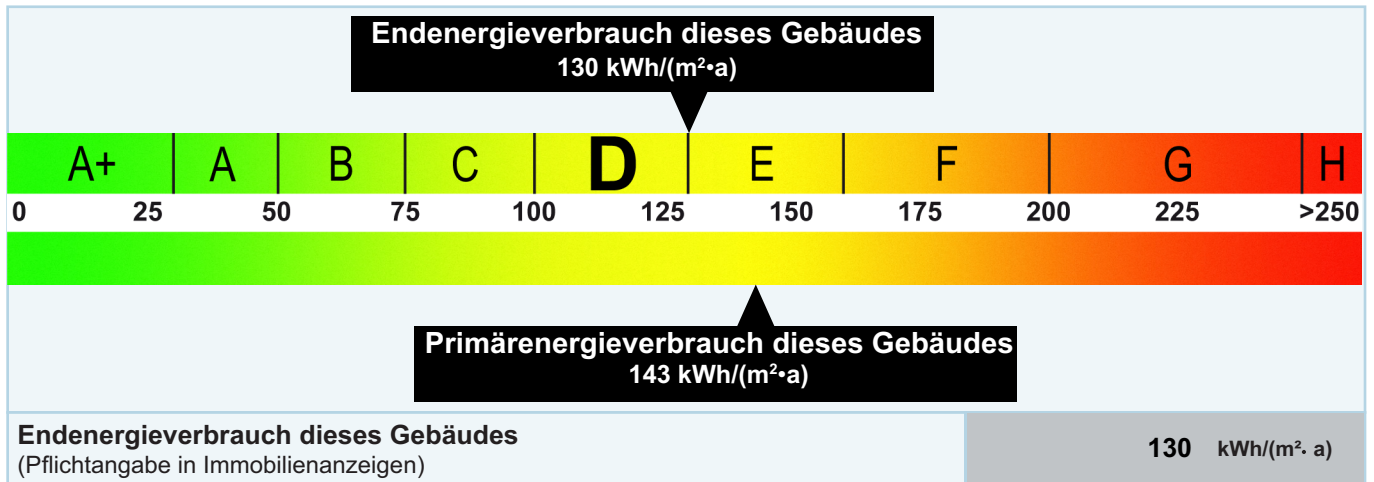 Endenergieverbrauch dieses Gebäudes
130 kWh/(m²•a)
A+ A B C D E F G H
0 25 50 75 100 125 150 175 200 225 >250
Primärenergieverbrauch dieses Gebäudes
143 kWh/(m²•a)
Endenergieverbrauch dieses Gebäudes
(Pflichtangabe in Immobilienanzeigen)
130 kWh/(m²· a)